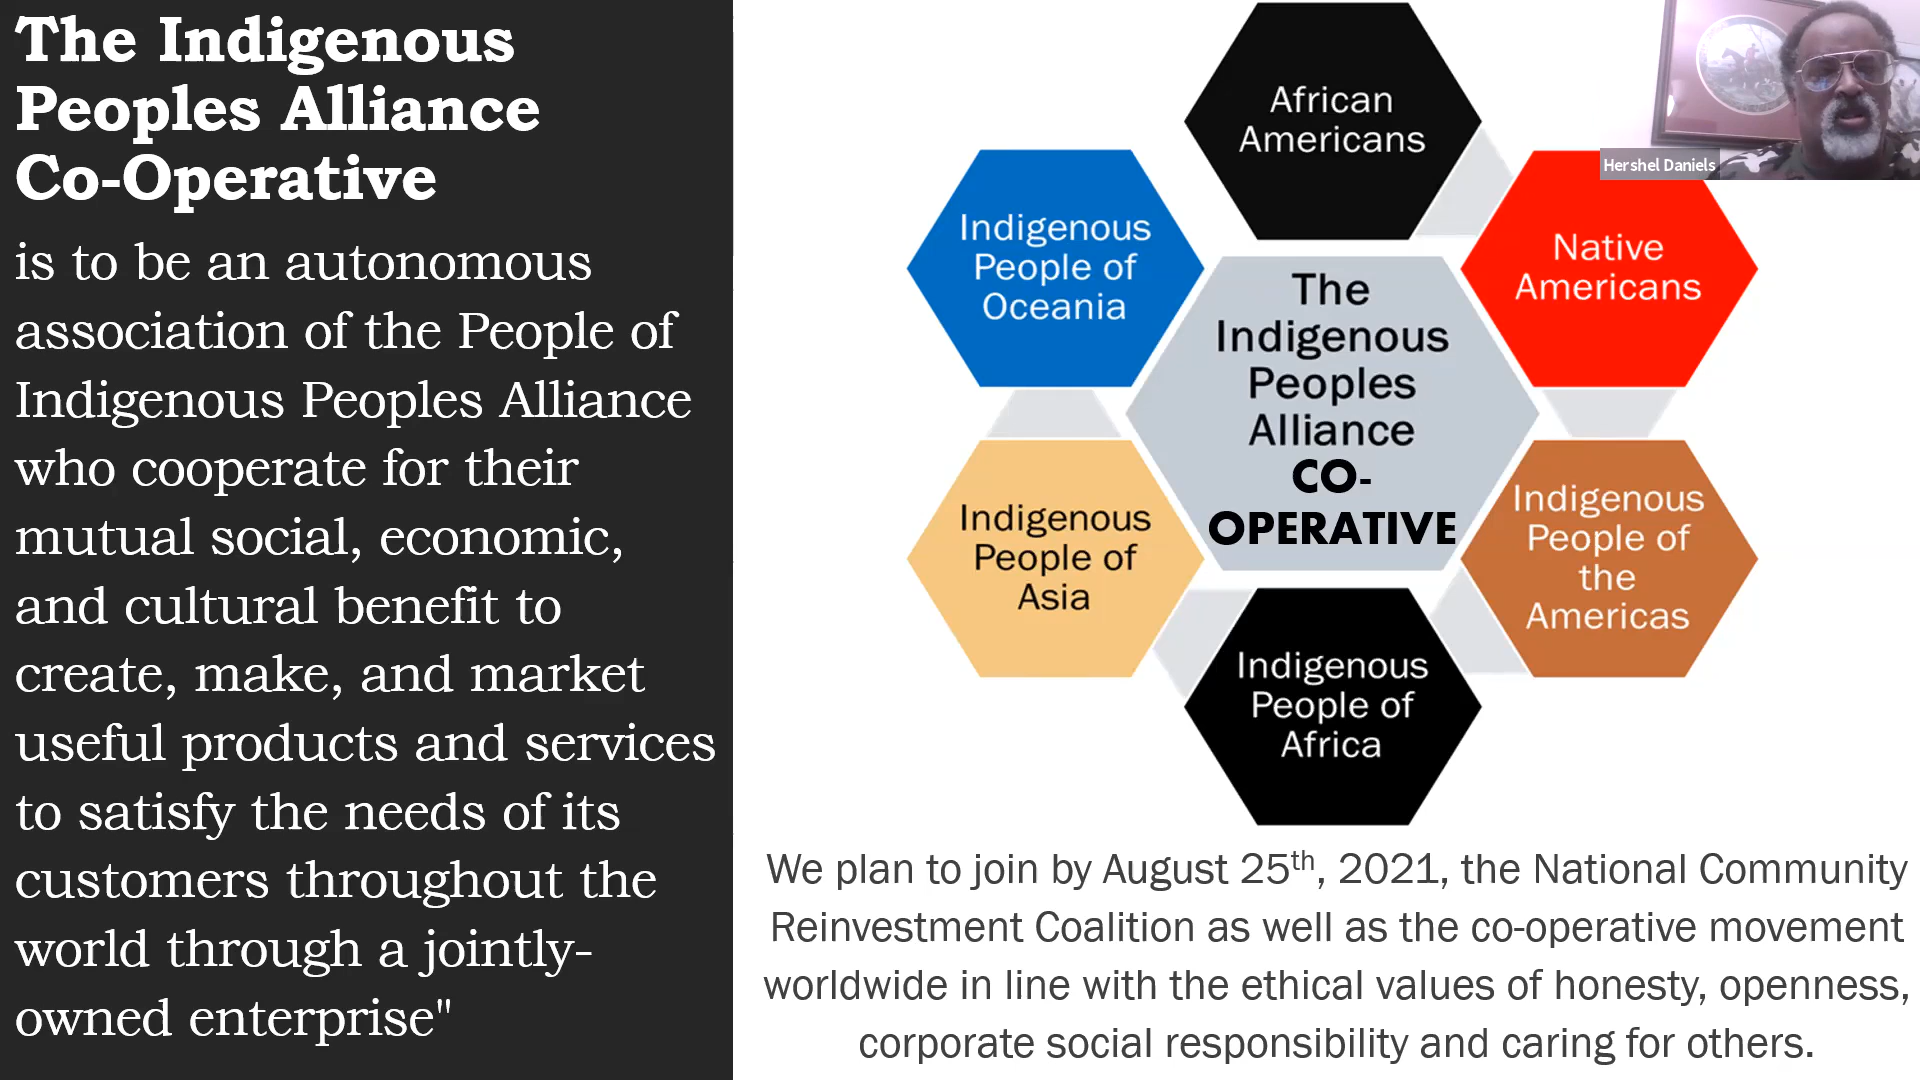 The Indigenous
Peoples Alliance
Co-Operative
is to be an autonomous
association of the People of
Indigenous Peoples Alliance
who cooperate for their
mutual social, economic,
and cultural benefit to
create, make, and market
useful products and services
to satisfy the needs of its
customers throughout the
world through a jointly-
owned enterprise"
African
Americans
Hershel Daniels
Native
Americans
Indigenous
People of
Oceania
The
Indigenous
Peoples
Alliance
CO-
OPERATIVE
Indigenous
People of
Asia
Indigenous
People of
the
Americas
Indigenous
People of
Africa
We plan to join by August 25th, 2021, the National Community
Reinvestment Coalition as well as the co-operative movement
worldwide in line with the ethical values of honesty, openness,
corporate social responsibility and caring for others.